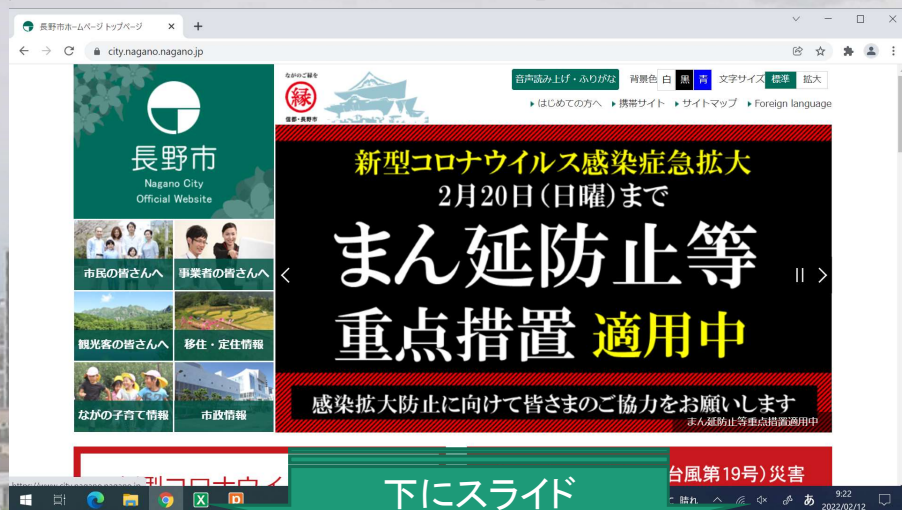 長野市ホームページ トップページ
city.nagano.nagano.jp
長野市
Nagano City
Official Website
ながのご縁を
縁
信都・長野市
音声読み上げ・ふりがな 背景色 白 黒 青 文字サイズ 標準 拡大
はじめての方へ 携帯サイト サイトマップ Foreign language
新型コロナウイルス感染症急拡大
2月20日(日曜)まで
まん延防止等
重点措置 適用中
感染拡大防止に向けて皆さまのご協力をお願いします
まん延防止等重点措置適用中
市民の皆さんへ 事業者の皆さんへ
観光客の皆さんへ 移住・定住情報
ながの子育て情報 市政情報
台風第19号)災害
下にスライド
晴れ あ 9:22
2022/02/12